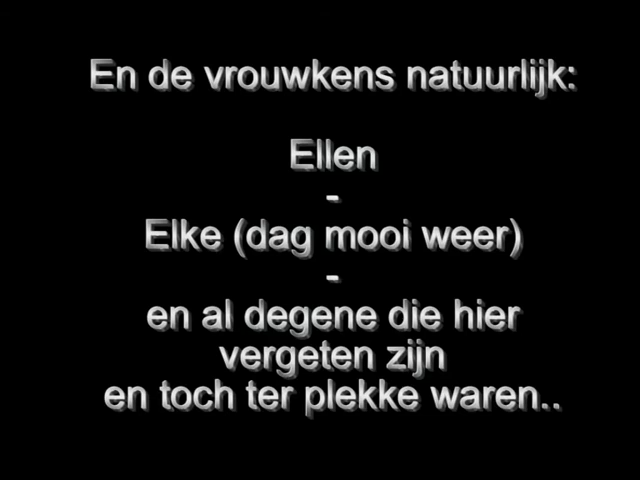 En de vrouwkens natuurlijk:
Ellen
-
Elke (dag mooi weer)
-
en al degene die hier
vergeten zijn
en toch ter plekke waren..